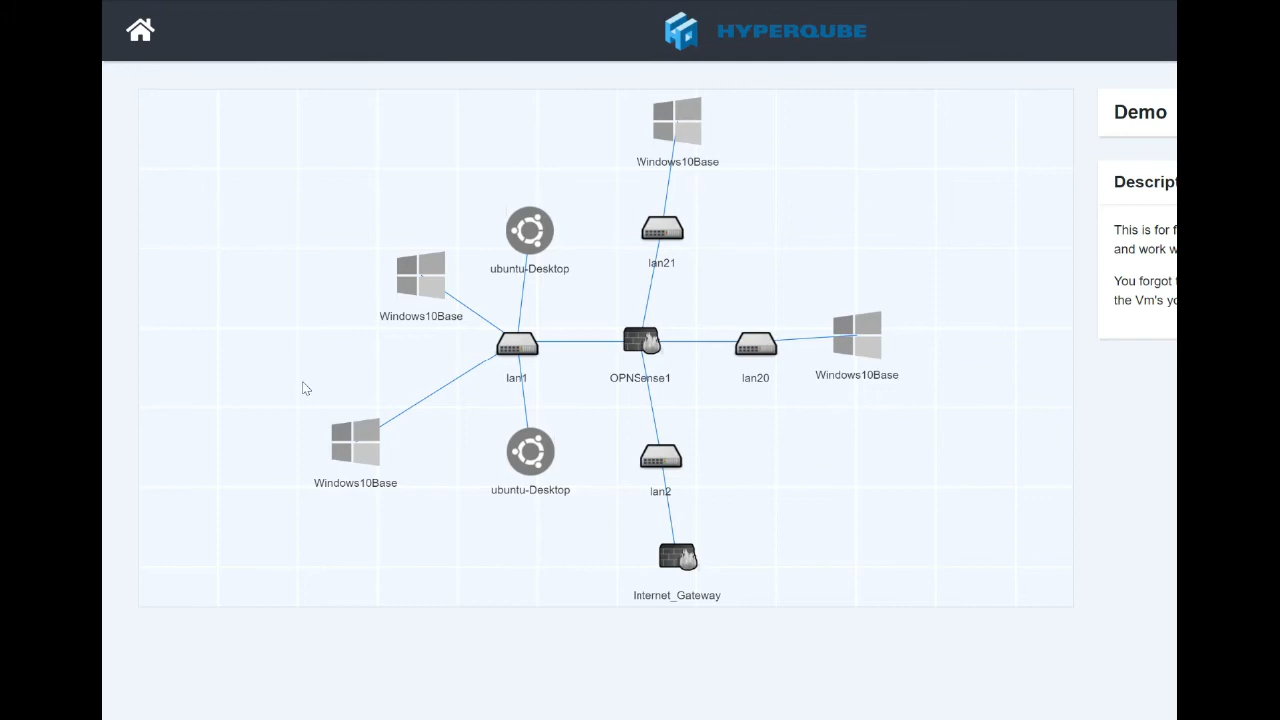 HYPERQUBE
Windows10Base
lan21
ubuntu-Desktop
Windows10Base
lan1
OPNSense1
lan20
Windows10Base
Windows10Base
ubuntu-Desktop
lan2
Internet_Gateway
Demo
Descript
This is for f
and work w
You forgot t
the Vm's yo